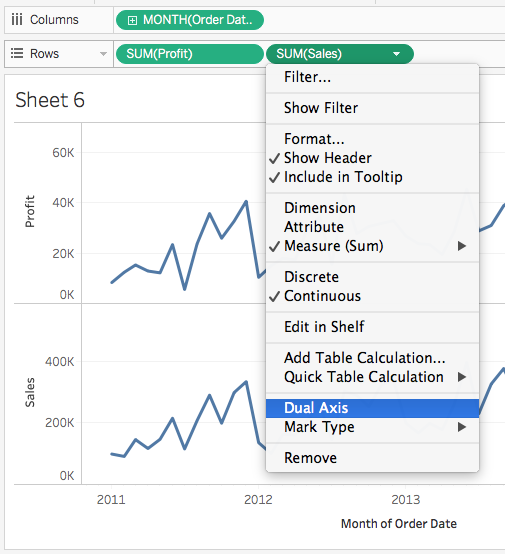 Columns
MONTH(Order Dat..
Rows
SUM(Profit)
SUM(Sales)
Sheet 6
Filter...
Show Filter
Format...
Show Header
Include in Tooltip
Dimension
Attribute
Measure (Sum)
Discrete
Continuous
Edit in Shelf
Add Table Calculation...
Quick Table Calculation
Dual Axis
Mark Type
Remove
Profit
60K
40K
20K
0K
Sales
400K
200K
0K
2011
2012
2013
Month of Order Date